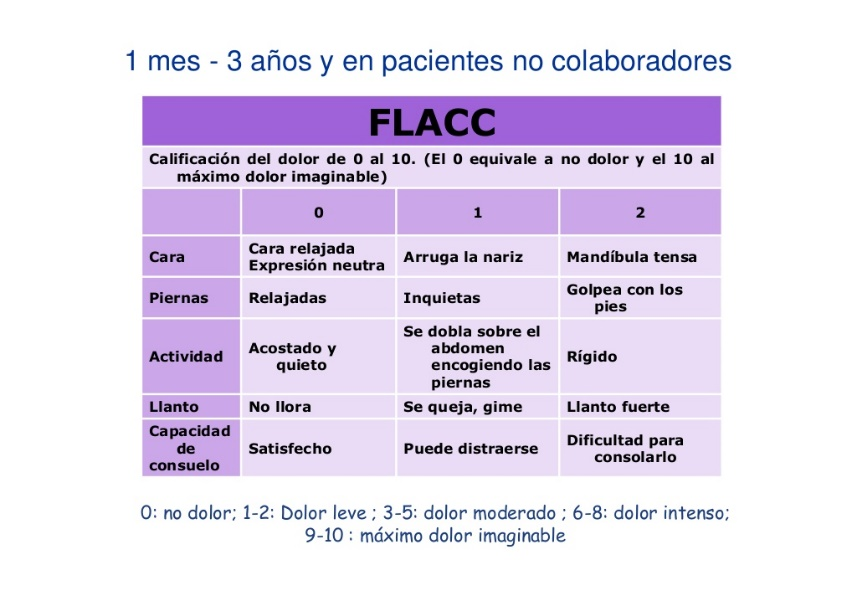 1 mes - 3 años y en pacientes no colaboradores
FLACC
Calificación del dolor de 0 al 10. (El 0 equivale a no dolor y el 10 al
máximo dolor imaginable)
0 1 2
Cara
Cara relajada
Expresión neutra
Arruga la nariz
Mandíbula tensa
Piernas
Relajadas
Inquietas
Golpea con los
pies
Actividad
Acostado y
quieto
Se dobla sobre el
abdomen
encogiendo las
piernas
Rígido
Llanto
No llora
Se queja, gime
Llanto fuerte
Capacidad
de
consuelo
Satisfecho
Puede distraerse
Dificultad para
consolarlo
0: no dolor; 1-2: Dolor leve ; 3-5: dolor moderado ; 6-8: dolor intenso;
9-10 : máximo dolor imaginable